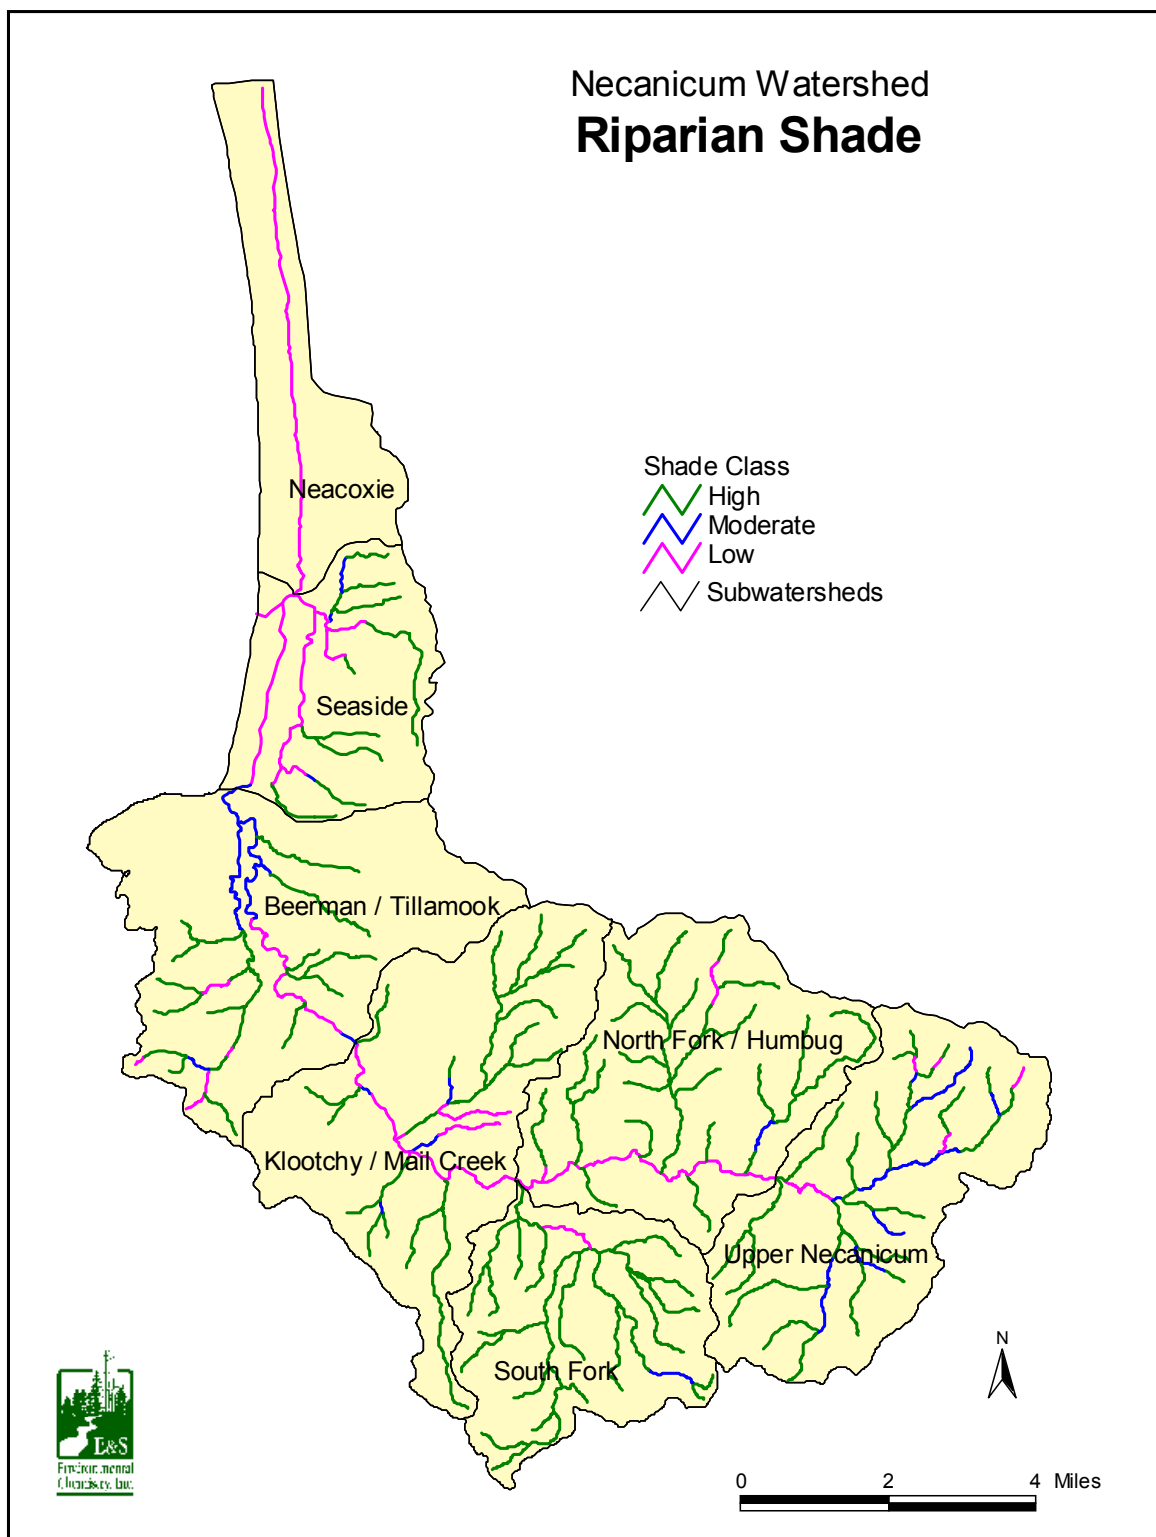 Necanicum Watershed
Riparian Shade
Neacoxie
Shade Class
High
Moderate
Low
Subwatersheds
Seaside
Beerman / Tillamook
North Fork / Humbug
Klootchy / Mail Creek
Upper Necanicum
South Fork
N
E&S
Environmental
Chemistry, Inc.
0 2 4 Miles